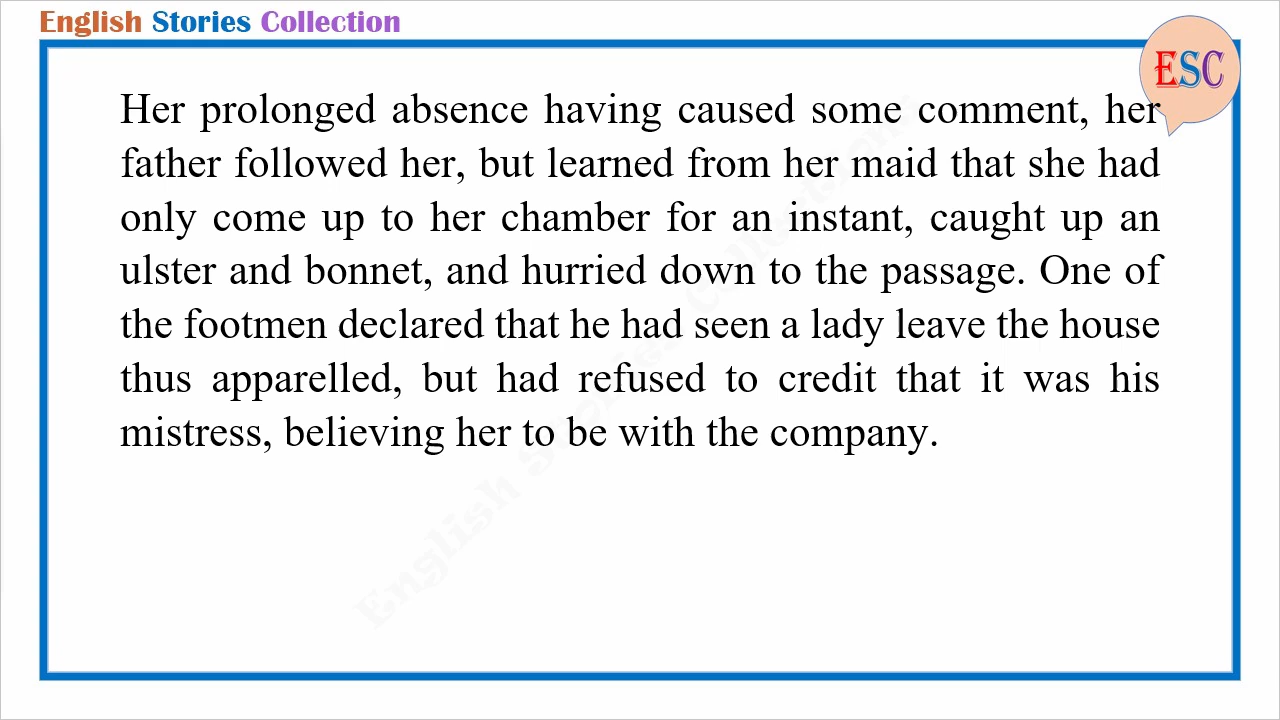 English Stories Collection
ESC
Her prolonged absence having caused some comment, her
father followed her, but learned from her maid that she had
only come up to her chamber for an instant, caught up an
ulster and bonnet, and hurried down to the passage. One of
the footmen declared that he had seen a lady leave the house
thus apparelled, but had refused to credit that it was his
mistress, believing her to be with the company.
English Stories Collection